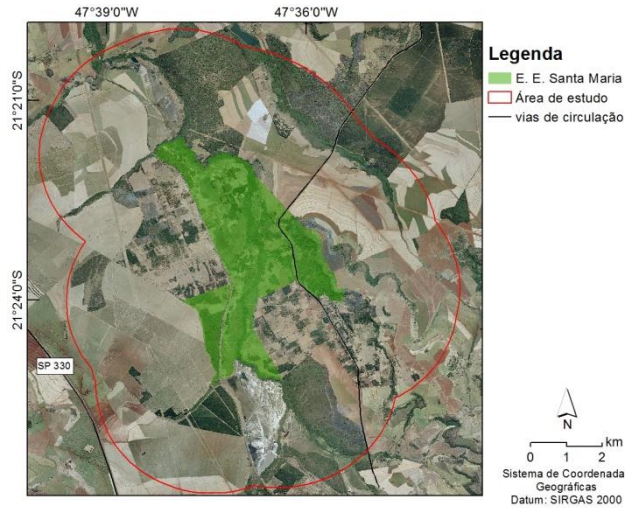 47°39'0"W
47°36'0"W
21°21'0"S
21°24'0"S
SP 330
Legenda
E. E. Santa Maria
Área de estudo
vias de circulação
N
0 1 2 km
Sistema de Coordenada
Geográficas
Datum: SIRGAS 2000